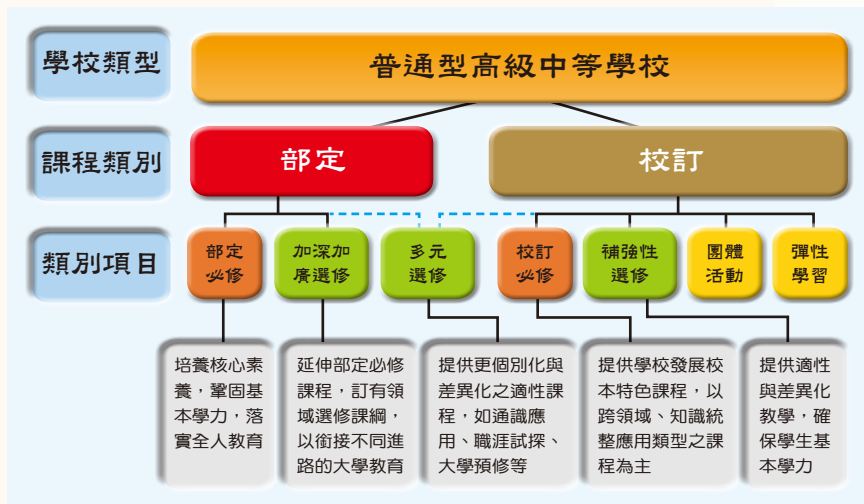 學校類型
普通型高級中等學校
課程類別
部定
校訂
類別項目
部定
必修
加深加
廣選修
多元
選修
校訂
必修
補強性
選修
團體
活動
彈性
學習
培養核心素
養，鞏固基
本學力，落
實全人教育
延伸部定必修
課程，訂有領
域選修課綱，
以銜接不同進
路的大學教育
提供更個別化與
差異化之適性課
程，如通識應
用、職涯試探、
大學預修等
提供學校發展校
本特色課程，以
跨領域、知識統
整應用類型之課
程為主
提供適性
與差異化
教學，確
保學生基
本學力